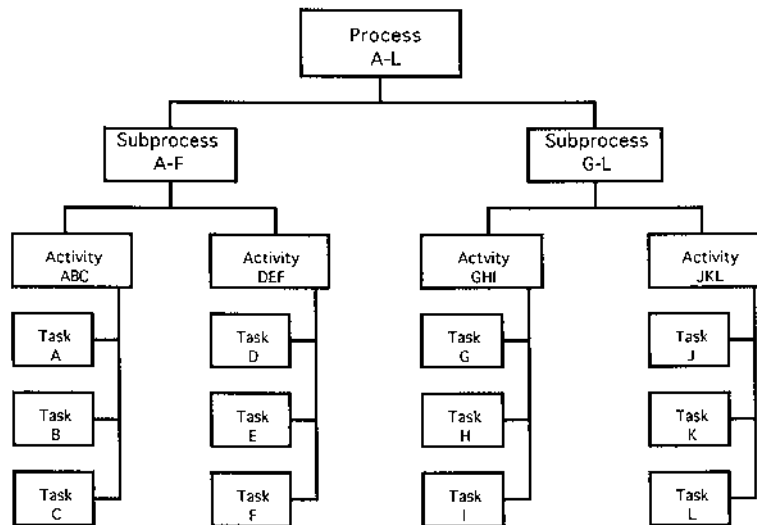 Process
A-L
Subprocess
A-F
Subprocess
G-L
Activity
ABC
Activity
DEF
Activity
GHI
Activity
JKL
Task
A
Task
D
Task
G
Task
J
Task
B
Task
E
Task
H
Task
K
Task
C
Task
F
Task
I
Task
L